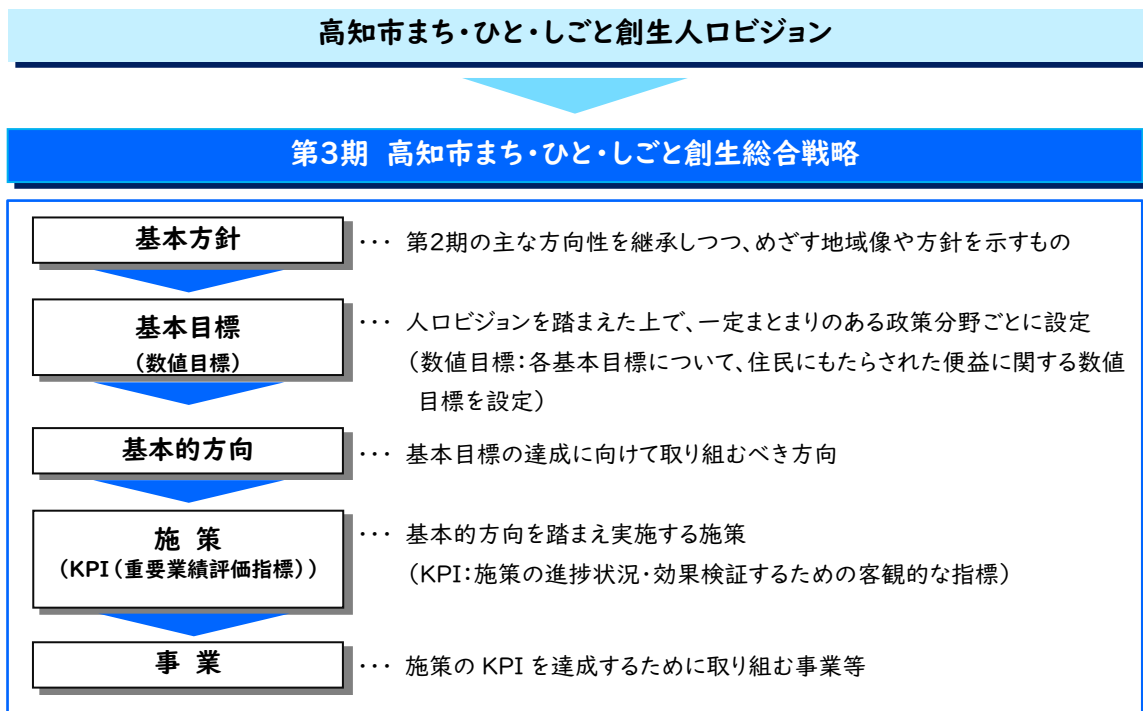 高知市まち・ひと・しごと創生人口ビジョン
第3期 高知市まち・ひと・しごと創生総合戦略
基本方針
･･･ 第2期の主な方向性を継承しつつ、めざす地域像や方針を示すもの
基本目標
(数値目標)
･･･ 人口ビジョンを踏まえた上で、一定まとまりのある政策分野ごとに設定
(数値目標:各基本目標について、住民にもたらされた便益に関する数値
目標を設定)
基本的方向
･･･ 基本目標の達成に向けて取り組むべき方向
施 策
(KPI(重要業績評価指標))
･･･ 基本的方向を踏まえ実施する施策
(KPI:施策の進捗状況・効果検証するための客観的な指標)
事 業
･･･ 施策の KPI を達成するために取り組む事業等